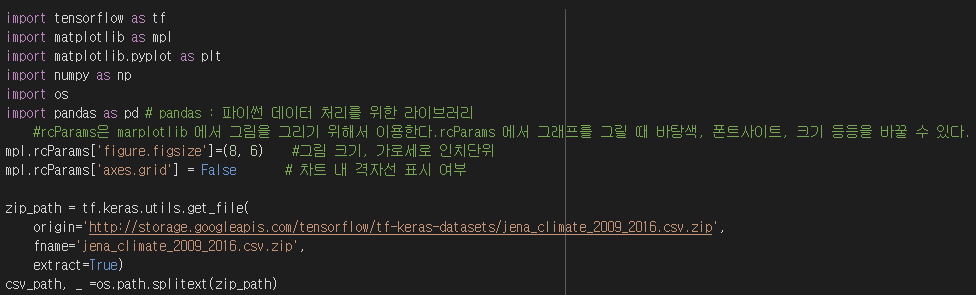 import tensorflow as tf
import matplotlib as mpl
import matplotlib.pyplot as plt
import numpy as np
import os
import pandas as pd # pandas : 파이썬 데이터 처리를 위한 라이브러리
#rcParams은 marplotlib 에서 그림을 그리기 위해서 이용한다.rcParams 에서 그래프를 그릴 때 바탕색, 폰트사이트, 크기 등등을 바꿀 수 있다.
mpl.rcParams['figure.figsize']=(8, 6) #그림 크기, 가로세로 인치단위
mpl.rcParams['axes.grid'] = False # 차트 내 격자선 표시 여부
zip_path = tf.keras.utils.get_file(
origin='http://storage.googleapis.com/tensorflow/tf-keras-datasets/jena_climate_2009_2016.csv.zip',
fname='jena_climate_2009_2016.csv.zip',
extract=True)
csv_path, _ =os.path.splitext(zip_path)